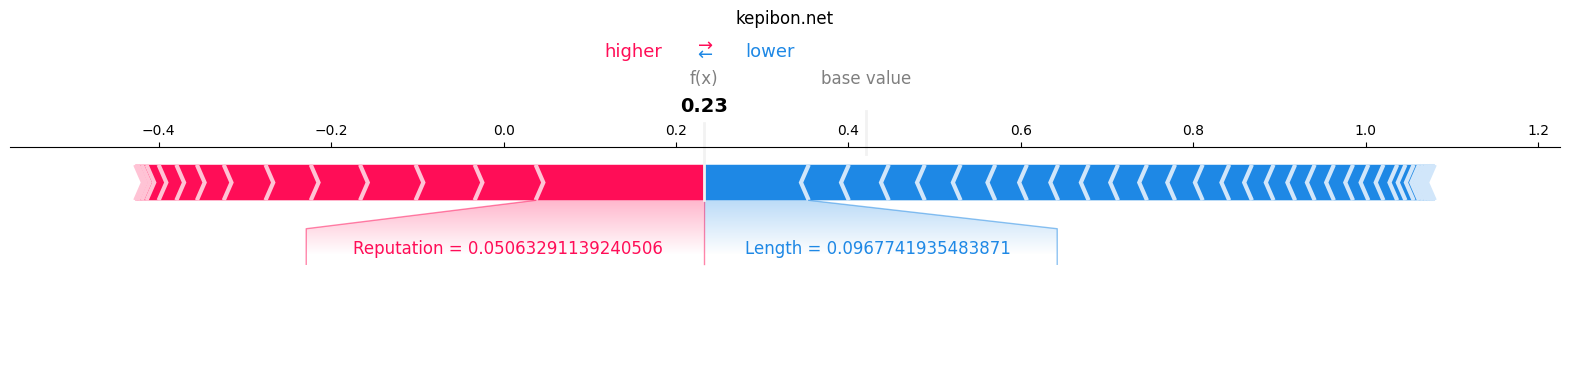 kepibon.net
higher ⇄ lower
f(x) base value
0.23
−0.4 −0.2 0.0 0.2 0.4 0.6 0.8 1.0 1.2
Reputation = 0.05063291139240506 Length = 0.0967741935483871